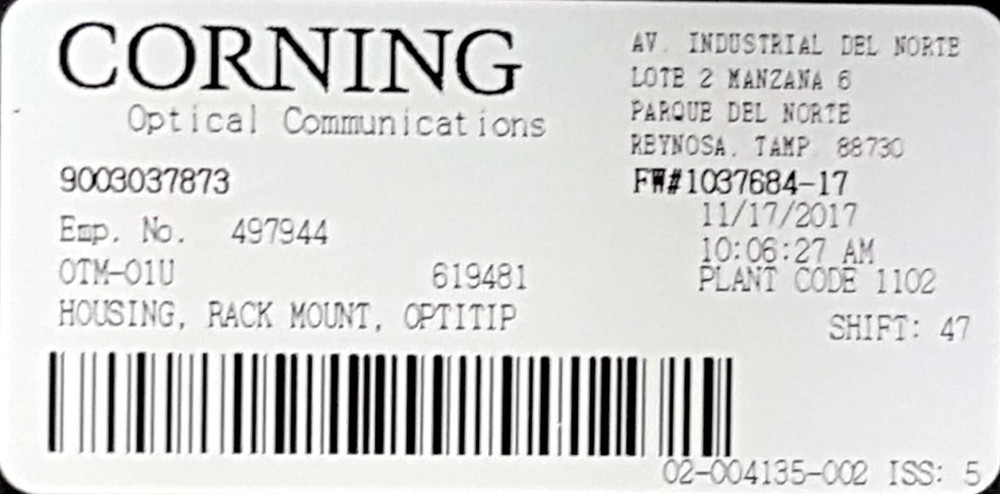 CORNING
Optical Communications
9003037873
Emp. No. 497944
OTM-01U 619481
HOUSING, RACK MOUNT, OPTITIP
AV. INDUSTRIAL DEL NORTE
LOTE 2 MANZANA 6
PARQUE DEL NORTE
REYNOSA, TAMP. 88730
FW#1037684-17
11/17/2017
10:06:27 AM
PLANT CODE 1102
SHIFT: 47
02-004135-002 ISS: 5